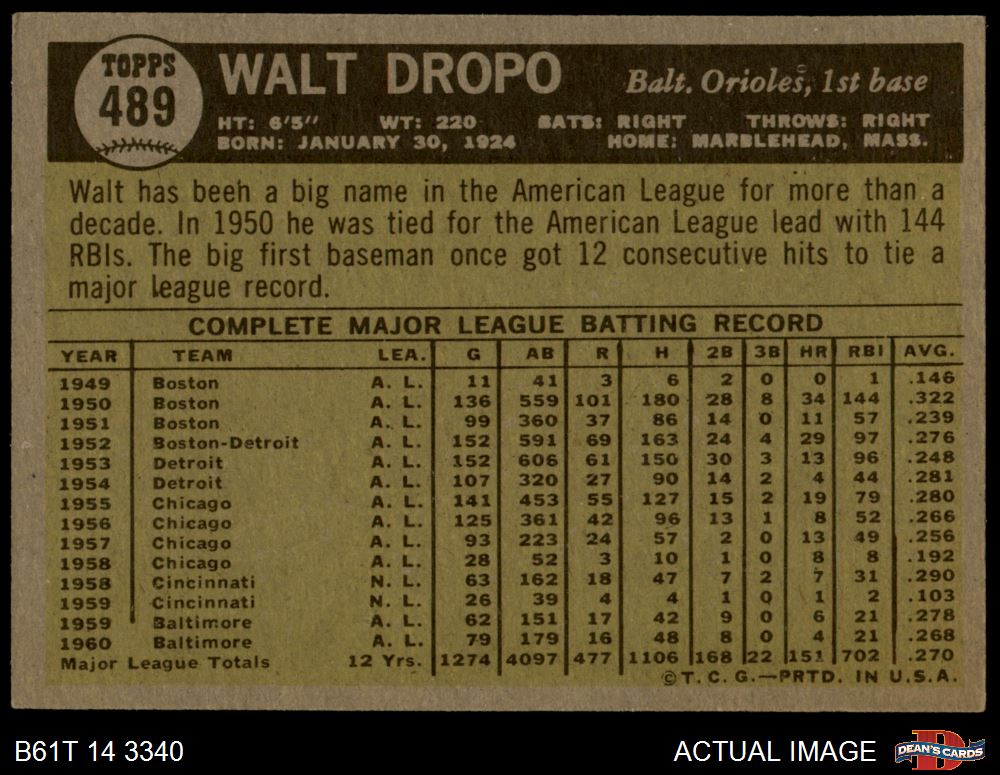 TOPPS
489
WALT DROPO
Balt. Orioles, 1st base
HT: 6'5" WT: 220 BATS: RIGHT THROWS: RIGHT
BORN: JANUARY 30, 1924 HOME: MARBLEHEAD, MASS.
Walt has beeh a big name in the American League for more than a
decade. In 1950 he was tied for the American League lead with 144
RBIs. The big first baseman once got 12 consecutive hits to tie a
major league record.
COMPLETE MAJOR LEAGUE BATTING RECORD
YEAR TEAM LEA. G AB R H 2B 3B HR RBI AVG.
1949 Boston A. L. 11 41 3 6 2 0 0 1 .146
1950 Boston A. L. 136 559 101 180 28 8 34 144 .322
1951 Boston A. L. 99 360 37 86 14 0 11 57 .239
1952 Boston-Detroit A. L. 152 591 69 163 24 4 29 97 .276
1953 Detroit A. L. 152 606 61 150 30 3 13 96 .248
1954 Detroit A. L. 107 320 27 90 14 2 4 44 .281
1955 Chicago A. L. 141 453 55 127 15 2 19 79 .280
1956 Chicago A. L. 125 361 42 96 13 1 8 52 .266
1957 Chicago A. L. 93 223 24 57 2 0 13 49 .256
1958 Chicago A. L. 28 52 3 10 1 0 8 8 .192
1958 Cincinnati N. L. 63 162 18 47 7 2 7 31 .290
1959 Cincinnati N. L. 26 39 4 4 1 0 1 2 .103
1959 Baltimore A. L. 62 151 17 42 9 0 6 21 .278
1960 Baltimore A. L. 79 179 16 48 8 0 4 21 .268
Major League Totals 12 Yrs. 1274 4097 477 1106 168 22 151 702 .270
©T. C. G.—PRTD. IN U.S.A.
B61T 14 3340
ACTUAL IMAGE
D
DEAN'S CARDS